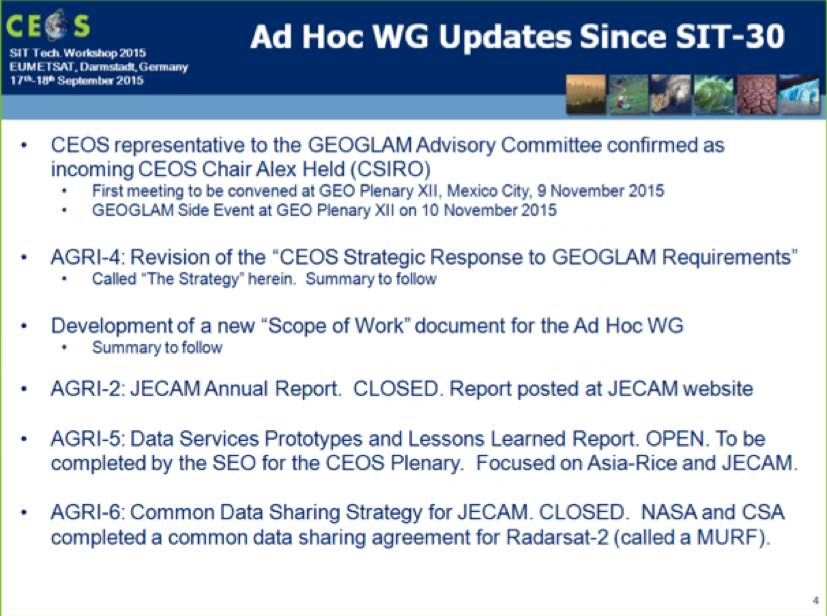 CEOS
SIT Tech. Workshop 2015
EUMETSAT, Darmstadt, Germany
17th-18th September 2015
Ad Hoc WG Updates Since SIT-30
• CEOS representative to the GEOGLAM Advisory Committee confirmed as
incoming CEOS Chair Alex Held (CSIRO)
• First meeting to be convened at GEO Plenary XII, Mexico City, 9 November 2015
• GEOGLAM Side Event at GEO Plenary XII on 10 November 2015
• AGRI-4: Revision of the “CEOS Strategic Response to GEOGLAM Requirements”
• Called “The Strategy” herein. Summary to follow
• Development of a new “Scope of Work” document for the Ad Hoc WG
• Summary to follow
• AGRI-2: JECAM Annual Report. CLOSED. Report posted at JECAM website
• AGRI-5: Data Services Prototypes and Lessons Learned Report. OPEN. To be
completed by the SEO for the CEOS Plenary. Focused on Asia-Rice and JECAM.
• AGRI-6: Common Data Sharing Strategy for JECAM. CLOSED. NASA and CSA
completed a common data sharing agreement for Radarsat-2 (called a MURF).
4